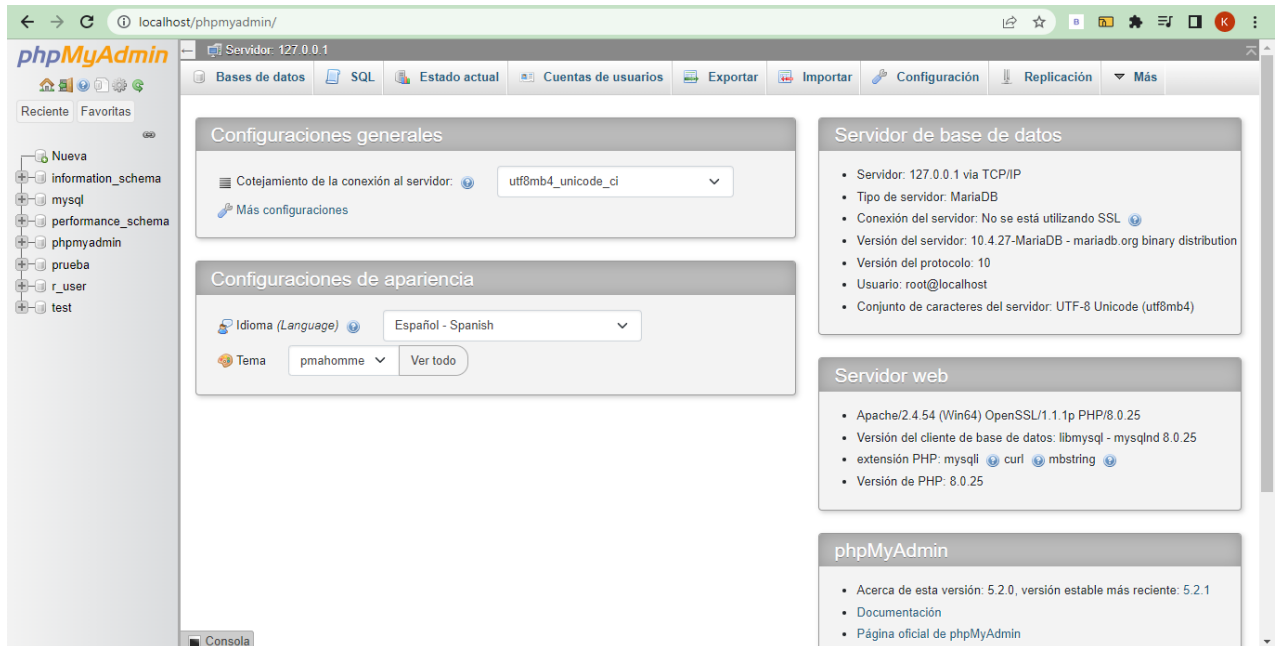 localhost/phpmyadmin/
B
K
phpMyAdmin
Reciente Favoritas
Nueva
information_schema
mysql
performance_schema
phpmyadmin
prueba
r_user
test
Servidor: 127.0.0.1
Bases de datos SQL Estado actual Cuentas de usuarios Exportar Importar Configuración Replicación Más
Configuraciones generales
Cotejamiento de la conexión al servidor: utf8mb4_unicode_ci
Más configuraciones
Configuraciones de apariencia
Idioma (Language) Español - Spanish
Tema pmahomme Ver todo
Servidor de base de datos
• Servidor: 127.0.0.1 via TCP/IP
• Tipo de servidor: MariaDB
• Conexión del servidor: No se está utilizando SSL
• Versión del servidor: 10.4.27-MariaDB - mariadb.org binary distribution
• Versión del protocolo: 10
• Usuario: root@localhost
• Conjunto de caracteres del servidor: UTF-8 Unicode (utf8mb4)
Servidor web
• Apache/2.4.54 (Win64) OpenSSL/1.1.1p PHP/8.0.25
• Versión del cliente de base de datos: libmysql - mysqlnd 8.0.25
• extensión PHP: mysqli curl mbstring
• Versión de PHP: 8.0.25
phpMyAdmin
• Acerca de esta versión: 5.2.0, versión estable más reciente: 5.2.1
• Documentación
• Página oficial de phpMyAdmin
Consola